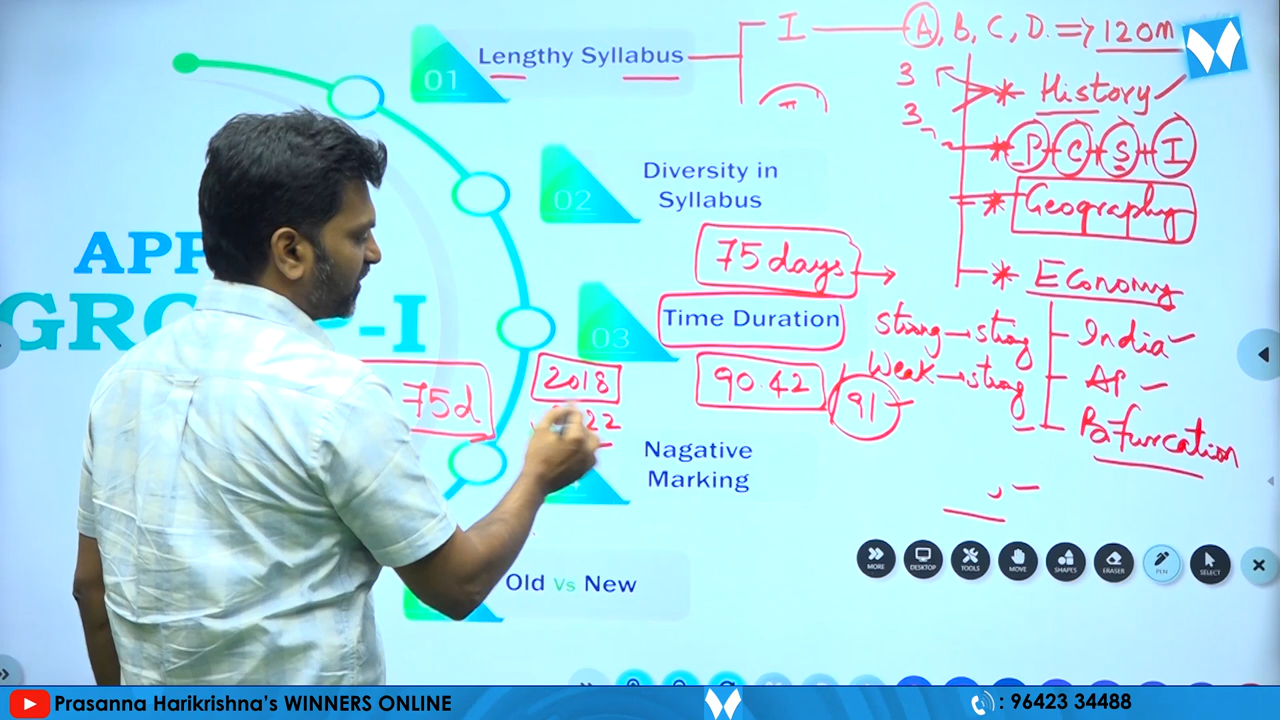 01
Lengthy Syllabus
I
A, B, C, D. => 120m
3
3
* History
* P + C + S + I
* Geography
* Economy
India
AP
Bifurcation
02
Diversity in
Syllabus
75 days
03
Time Duration
strong → strong
Weak → strong
90.42
91
75d
2018
22
APP
GRO
-I
Nagative
Marking
Old Vs New
MORE
DESKTOP
TOOLS
MOVE
SHAPES
ERASER
PEN
SELECT
Prasanna Harikrishna's WINNERS ONLINE
: 96423 34488